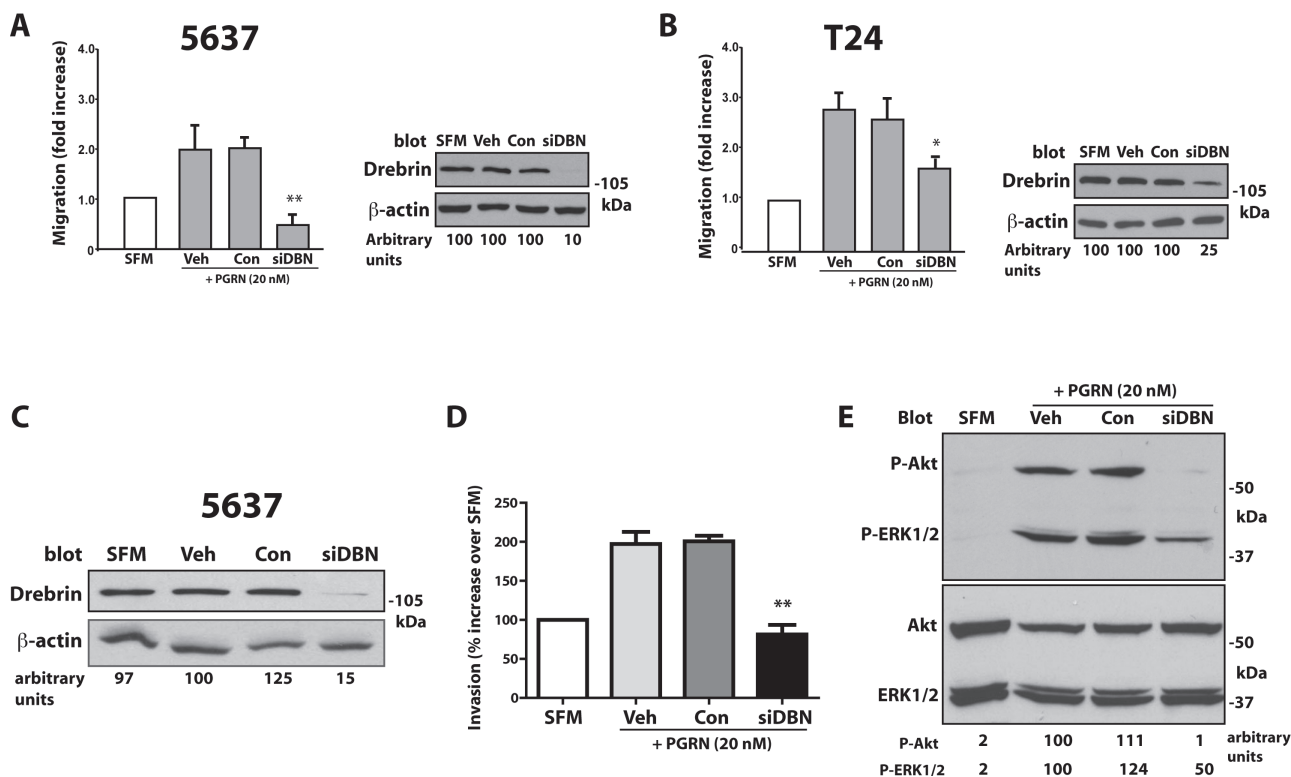 A
5637
Migration (fold increase)
4.0
3.0
2.0
1.0
0
**
SFM Veh Con siDBN
+ PGRN (20 nM)
blot SFM Veh Con siDBN
Drebrin
-105
kDa
β-actin
Arbitrary units 100 100 100 10
B
T24
Migration (fold increase)
4.0
3.0
2.0
1.0
0
*
SFM Veh Con siDBN
+ PGRN (20 nM)
blot SFM Veh Con siDBN
Drebrin
-105
kDa
β-actin
Arbitrary units 100 100 100 25
C
5637
blot SFM Veh Con siDBN
Drebrin
-105
kDa
β-actin
arbitrary units 97 100 125 15
D
Invasion (% increase over SFM)
250
200
150
100
50
0
**
SFM Veh Con siDBN
+ PGRN (20 nM)
E
+ PGRN (20 nM)
Blot SFM Veh Con siDBN
P-Akt
-50
kDa
P-ERK1/2
-37
Akt
-50
kDa
ERK1/2
-37
P-Akt 2 100 111 1 arbitrary units
P-ERK1/2 2 100 124 50